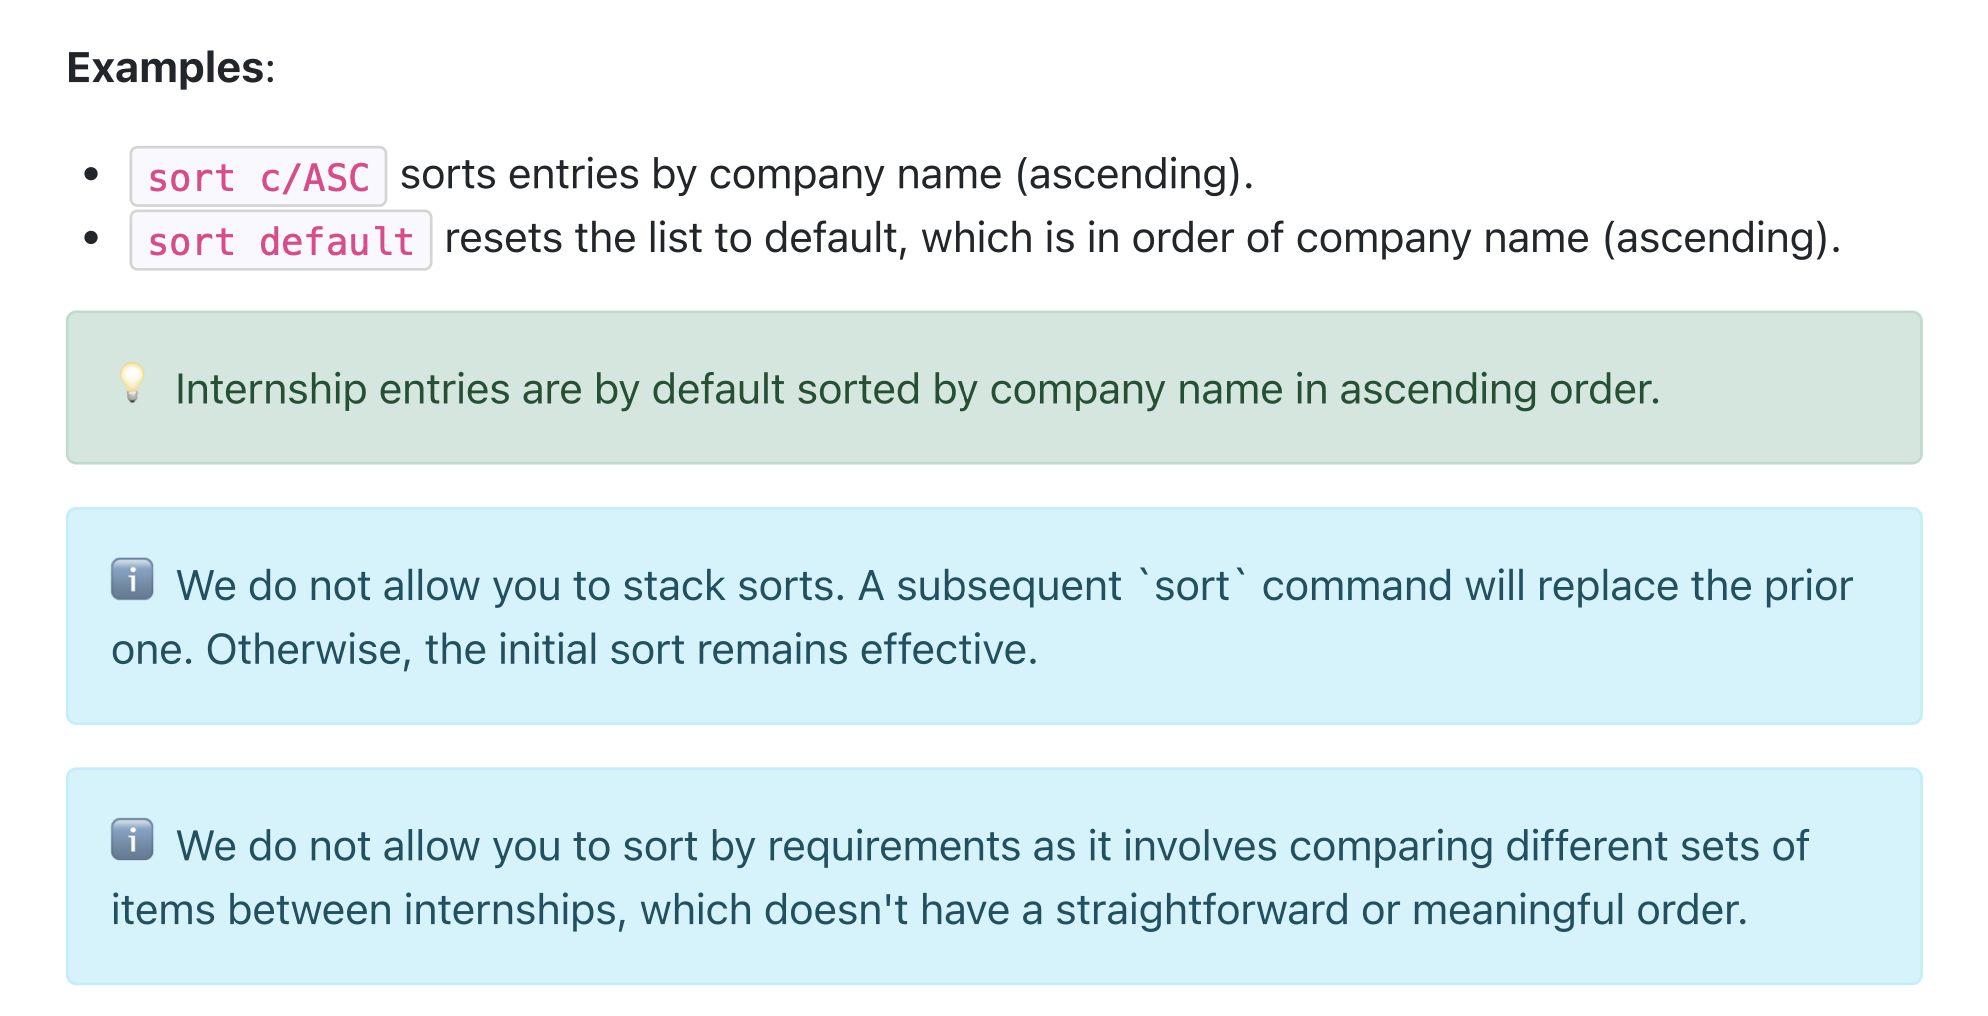 Examples:
• sort c/ASC sorts entries by company name (ascending).
• sort default resets the list to default, which is in order of company name (ascending).
💡 Internship entries are by default sorted by company name in ascending order.
ℹ️ We do not allow you to stack sorts. A subsequent `sort` command will replace the prior
one. Otherwise, the initial sort remains effective.
ℹ️ We do not allow you to sort by requirements as it involves comparing different sets of
items between internships, which doesn't have a straightforward or meaningful order.